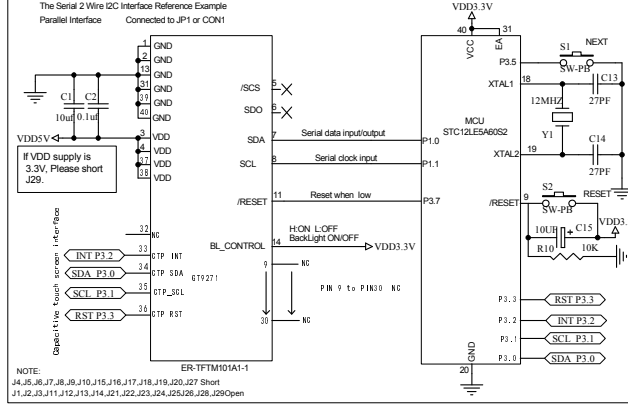 The Serial 2 Wire I2C Interface Reference Example
Parallel Interface Connected to JP1 or CON1
1 GND
2 GND
13 GND
31 GND
39 GND
40 GND
C1 C2
10uf 0.1uf
VDD5V
3 VDD
4 VDD
37 VDD
38 VDD
If VDD supply is
3.3V, Please short
J29.
/SCS 5
SDO 6
SDA 7 Serial data input/output P1.0
SCL 8 Serial clock input P1.1
/RESET 11 Reset when low P3.7
H:ON L:OFF
BL_CONTROL 14 BackLight ON/OFF VDD3.3V
9 NC
PIN 9 to PIN30 NC
30 NC
Capacitive touch screen interface
32 NC
INT P3.2 33 CTP INT
SDA P3.0 34 CTP SDA
GT9271
SCL P3.1 35 CTP_SCL
RST P3.3 36 CTP RST
ER-TFTM101A1-1
VDD3.3V
40 31
VCC EA
MCU
STC12LE5A60S2
P3.5
S1 NEXT
SW-PB
XTAL1 18
C13
27PF
12MHZ
Y1
XTAL2 19
C14
27PF
/RESET 9
S2 RESET
SW-PB
VDD3.
10UF + C15
R10 10K
P3.3 RST P3.3
P3.2 INT P3.2
P3.1 SCL P3.1
P3.0 SDA P3.0
20 GND
NOTE:
J4,J5,J6,J7,J8,J9,J10,J15,J16,J17,J18,J19,J20,J27 Short
J1,J2,J3,J11,J12,J13,J14,J21,J22,J23,J24,J25J26,J28,J29Open